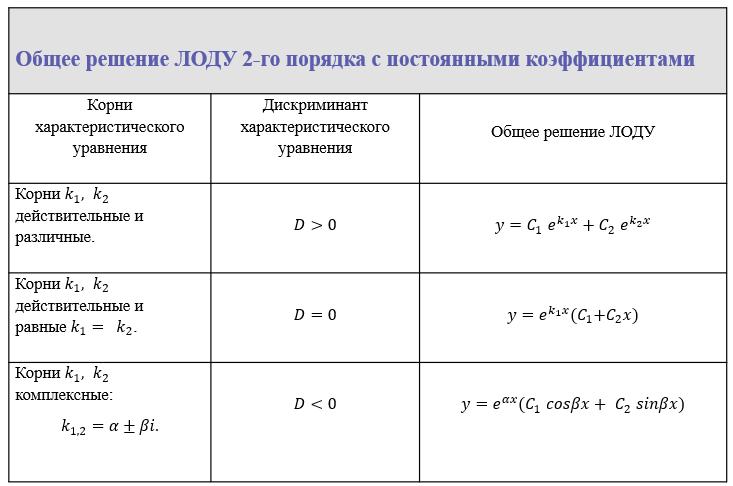 Общее решение ЛОДУ 2-го порядка с постоянными коэффициентами
Корни
характеристического
уравнения
Дискриминант
характеристического
уравнения
Общее решение ЛОДУ
Корни k₁, k₂
действительные и
различные.
D > 0
y = C₁ e^{k₁x} + C₂ e^{k₂x}
Корни k₁, k₂
действительные и
равные k₁ = k₂.
D = 0
y = e^{k₁x}(C₁+C₂x)
Корни k₁, k₂
комплексные:
k₁,₂ = α ± βi.
D < 0
y = e^{αx}(C₁ cosβx + C₂ sinβx)